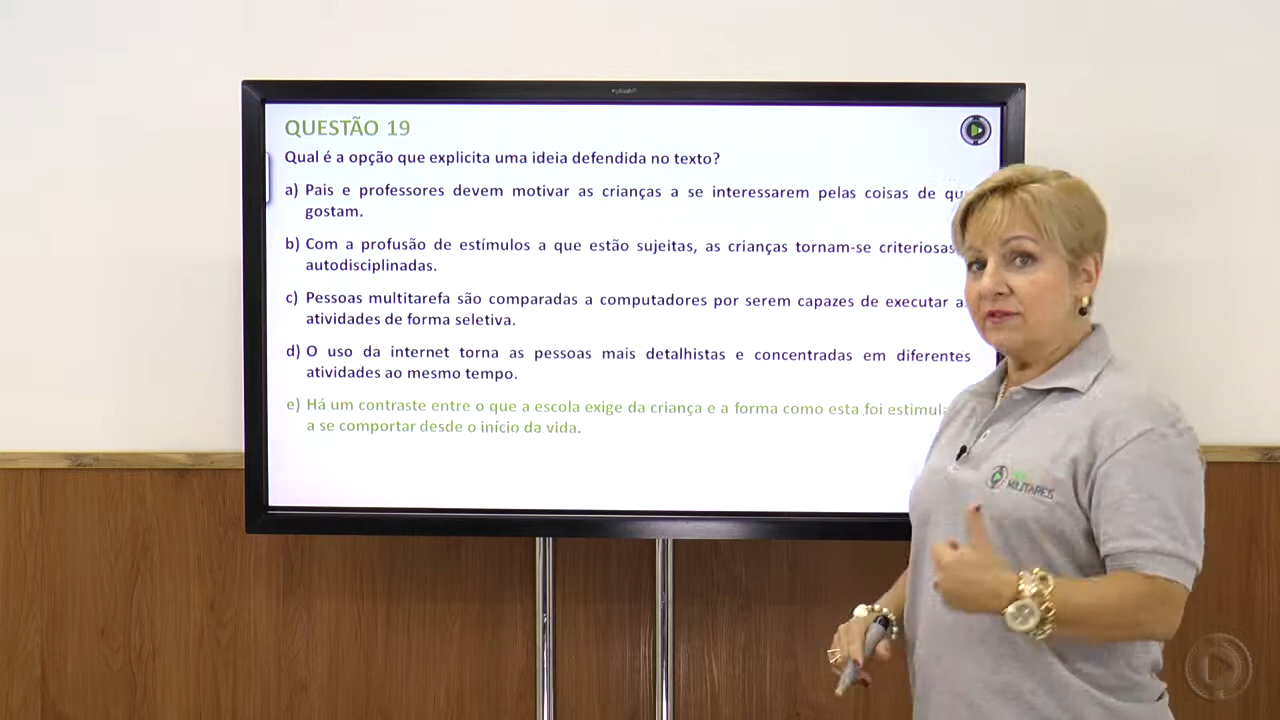 QUESTÃO 19
Qual é a opção que explicita uma ideia defendida no texto?
a) Pais e professores devem motivar as crianças a se interessarem pelas coisas de
gostam.
b) Com a profusão de estímulos a que estão sujeitas, as crianças tornam-se criteriosas
autodisciplinadas.
c) Pessoas multitarefa são comparadas a computadores por serem capazes de executar
atividades de forma seletiva.
d) O uso da internet torna as pessoas mais detalhistas e concentradas em diferentes
atividades ao mesmo tempo.
e) Há um contraste entre o que a escola exige da criança e a forma como esta foi
a se comportar desde o início da vida.
MILITARES